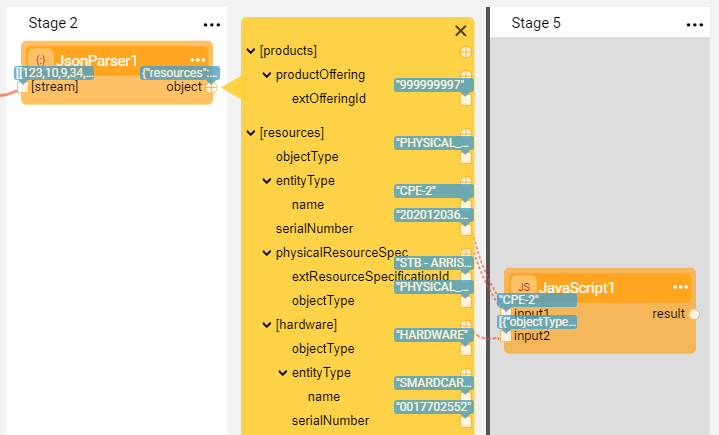 Stage 2
...
{·}
JsonParser1
...
[[123,10,9,34,...
{"resources":...
[stream]
object
[products]
productOffering
"999999997"
extOfferingId
[resources]
"PHYSICAL_...
objectType
entityType
"CPE-2"
name
"202012036...
serialNumber
physicalResourceSpec
"STB - ARRIS...
extResourceSpecificationId
"PHYSICAL_...
objectType
[hardware]
"HARDWARE"
objectType
entityType
"SMARDCAR...
name
"0017702552"
serialNumber
Stage 5
...
JS
JavaScript1
...
"CPE-2"
input1
result
[{"objectType...
input2